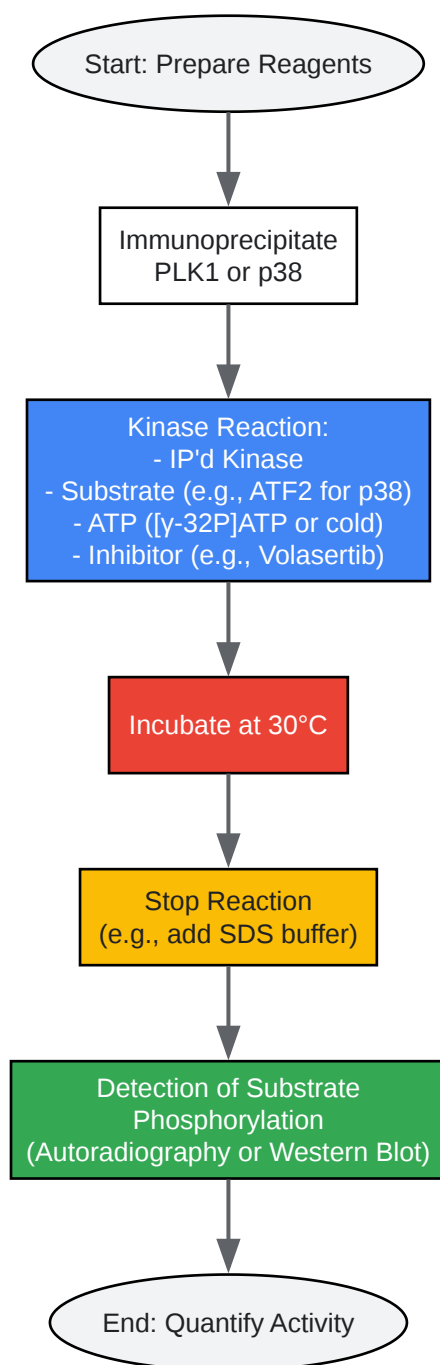 Start: Prepare Reagents
Immunoprecipitate
PLK1 or p38
Kinase Reaction:
- IP'd Kinase
- Substrate (e.g., ATF2 for p38)
- ATP ([γ-32P]ATP or cold)
- Inhibitor (e.g., Volasertib)
Incubate at 30°C
Stop Reaction
(e.g., add SDS buffer)
Detection of Substrate
Phosphorylation
(Autoradiography or Western Blot)
End: Quantify Activity